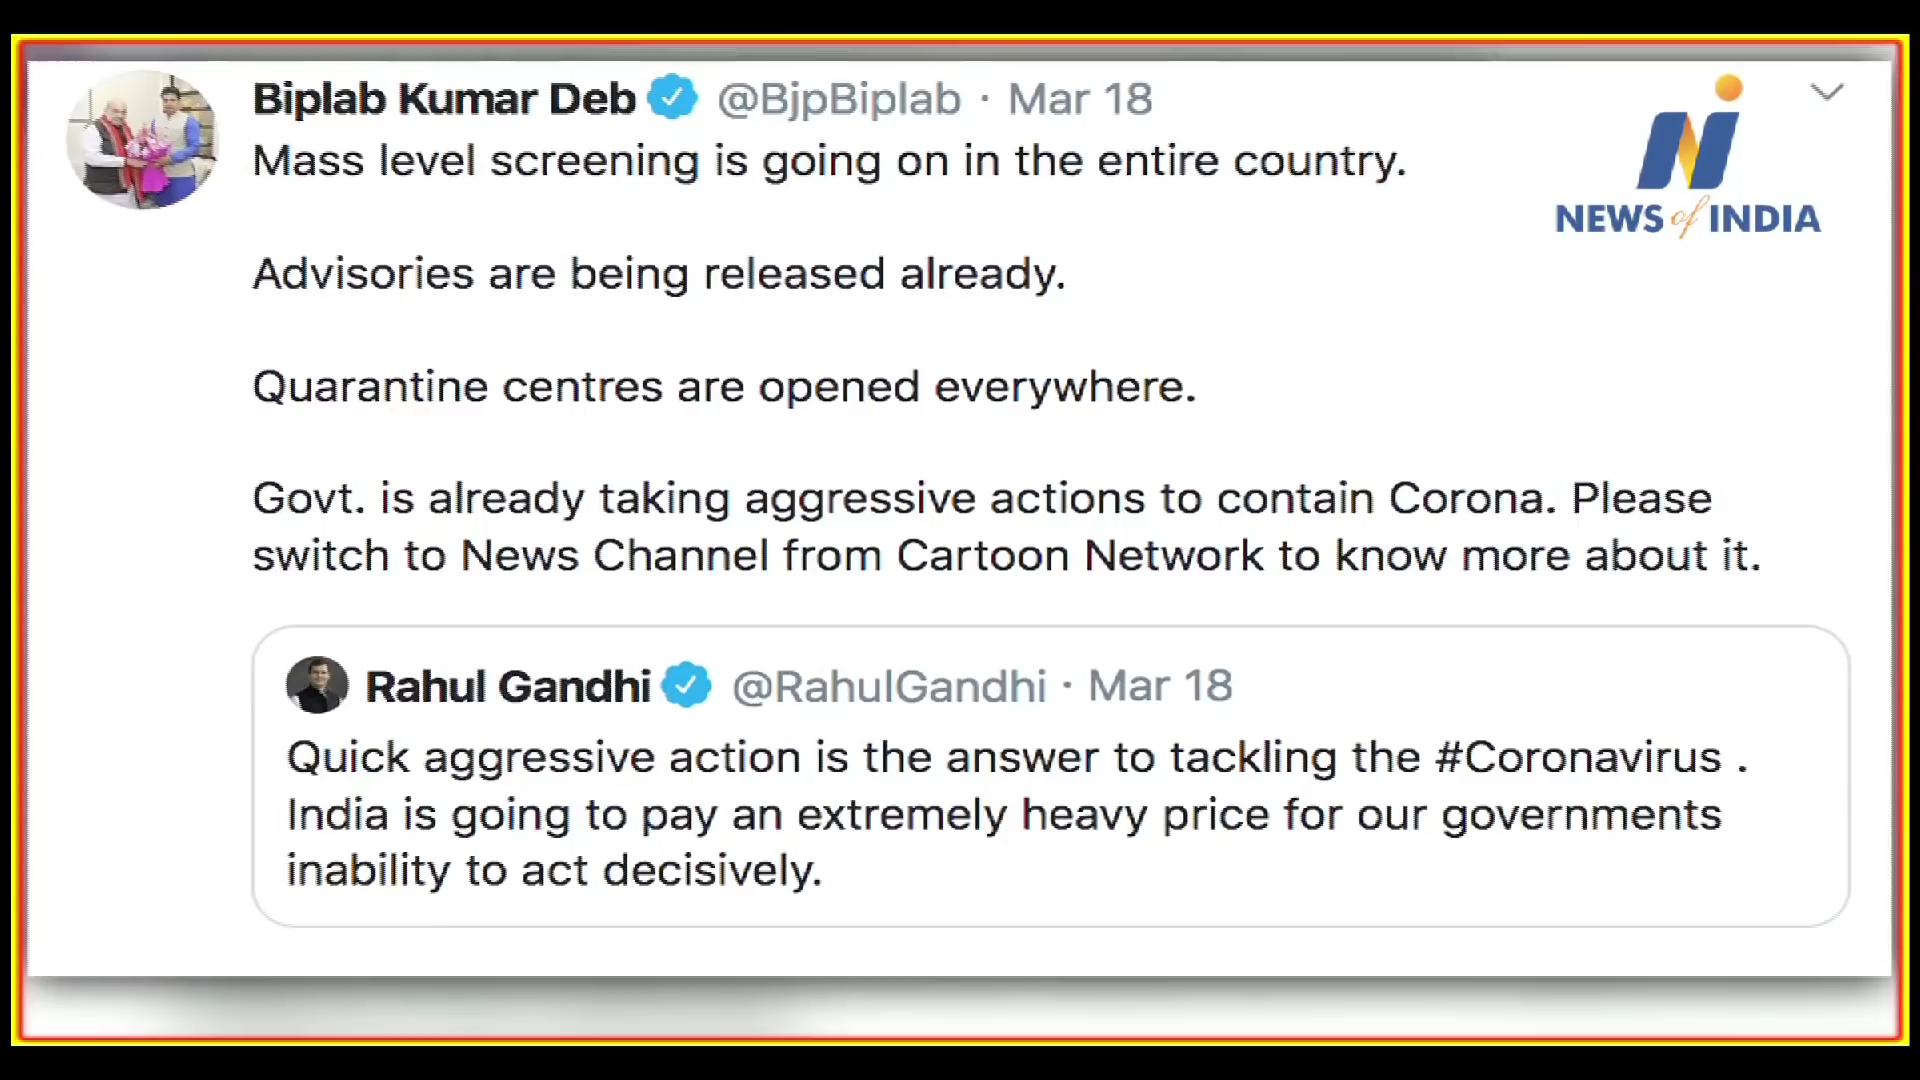 Biplab Kumar Deb @BjpBiplab · Mar 18
Mass level screening is going on in the entire country.
NEWS of INDIA
Advisories are being released already.
Quarantine centres are opened everywhere.
Govt. is already taking aggressive actions to contain Corona. Please
switch to News Channel from Cartoon Network to know more about it.
Rahul Gandhi @RahulGandhi · Mar 18
Quick aggressive action is the answer to tackling the #Coronavirus .
India is going to pay an extremely heavy price for our governments
inability to act decisively.